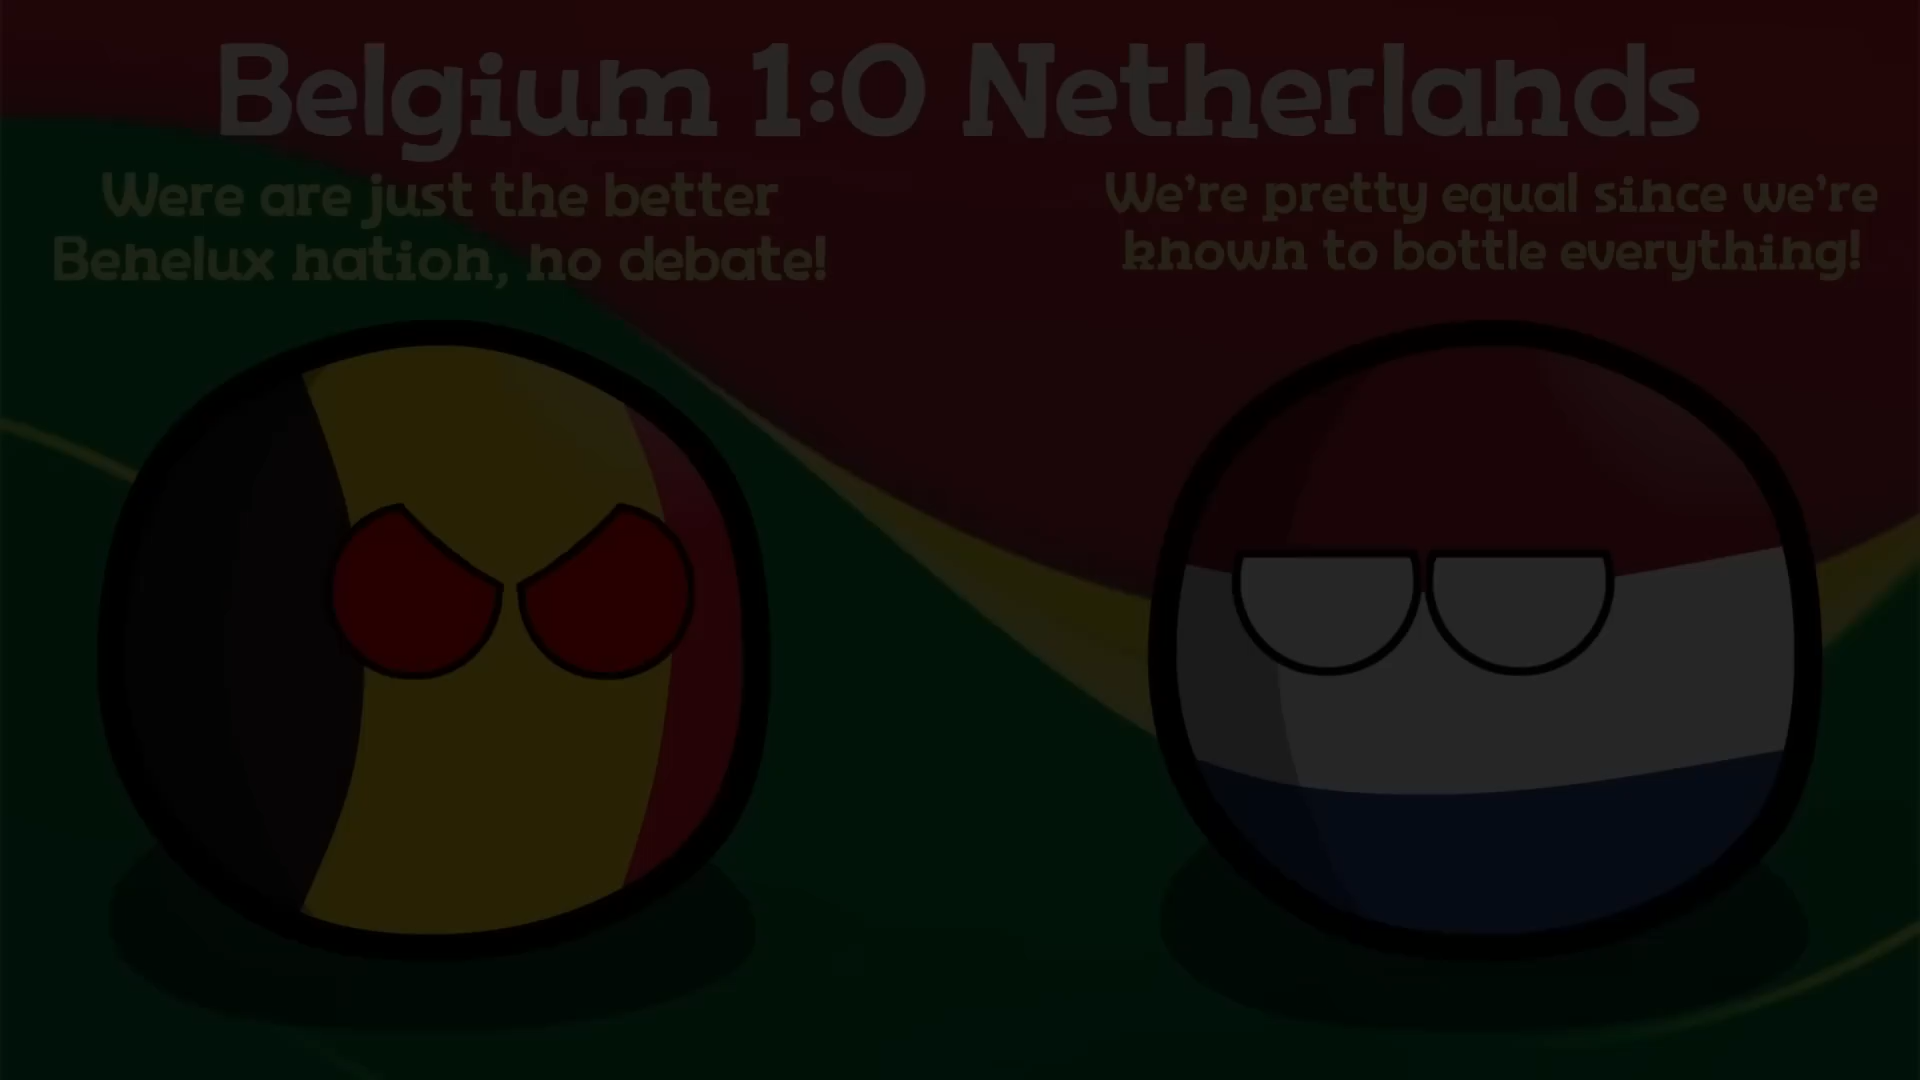 Belgium 1:0 Netherlands
Were are just the better
Benelux nation, no debate!
We're pretty equal since we're
known to bottle everything!